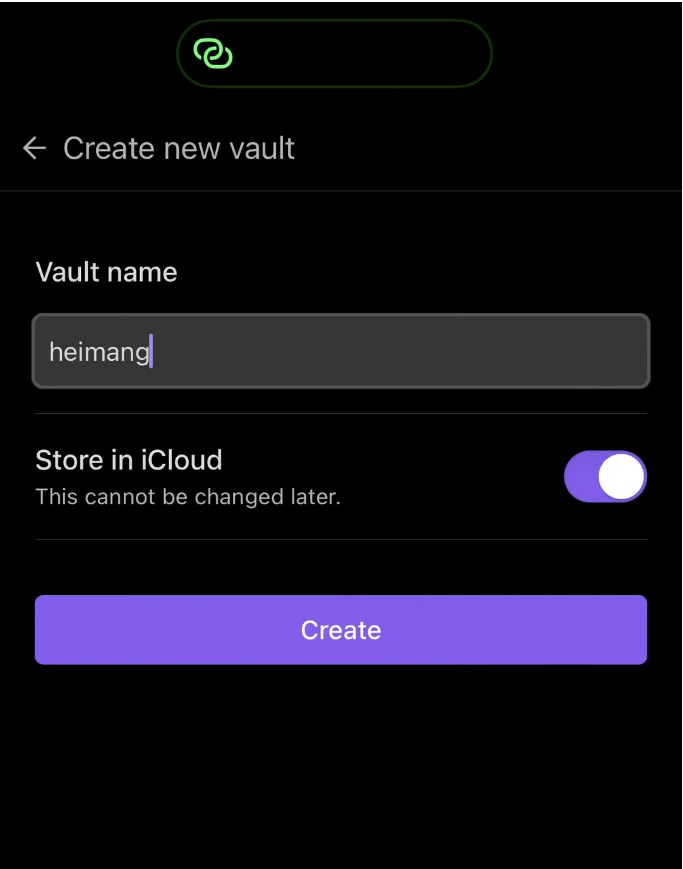 Create new vault
Vault name
heimang
Store in iCloud
This cannot be changed later.
Create